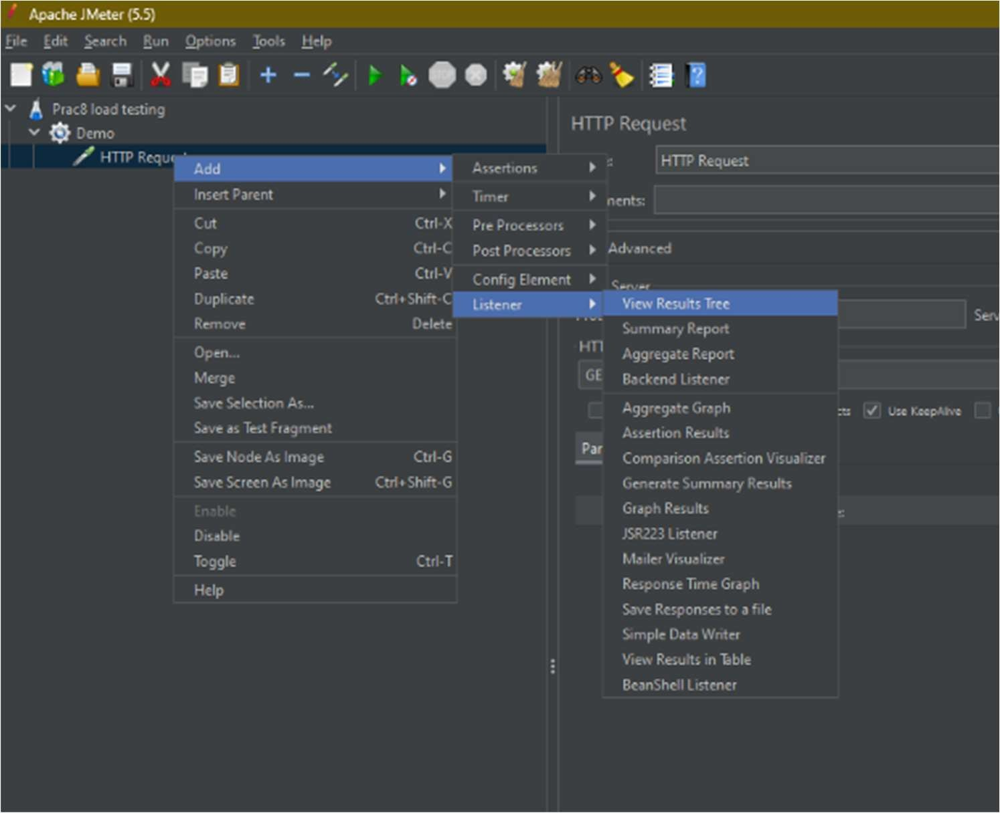 Apache JMeter (5.5)
File Edit Search Run Options Tools Help
Prac8 load testing
Demo
HTTP Reque
Add
Insert Parent
Cut Ctrl-X
Copy Ctrl-C
Paste Ctrl-V
Duplicate Ctrl+Shift-C
Remove Delete
Open...
Merge
Save Selection As...
Save as Test Fragment
Save Node As Image Ctrl-G
Save Screen As Image Ctrl+Shift-G
Enable
Disable
Toggle Ctrl-T
Help
Assertions
Timer
Pre Processors
Post Processors
Config Element
Listener
View Results Tree
Summary Report
Aggregate Report
Backend Listener
Aggregate Graph
Assertion Results
Comparison Assertion Visualizer
Generate Summary Results
Graph Results
JSR223 Listener
Mailer Visualizer
Response Time Graph
Save Responses to a file
Simple Data Writer
View Results in Table
BeanShell Listener
HTTP Request
HTTP Request
nents:
Advanced
Server
Serv
HTT
GE
cts Use KeepAlive
Par